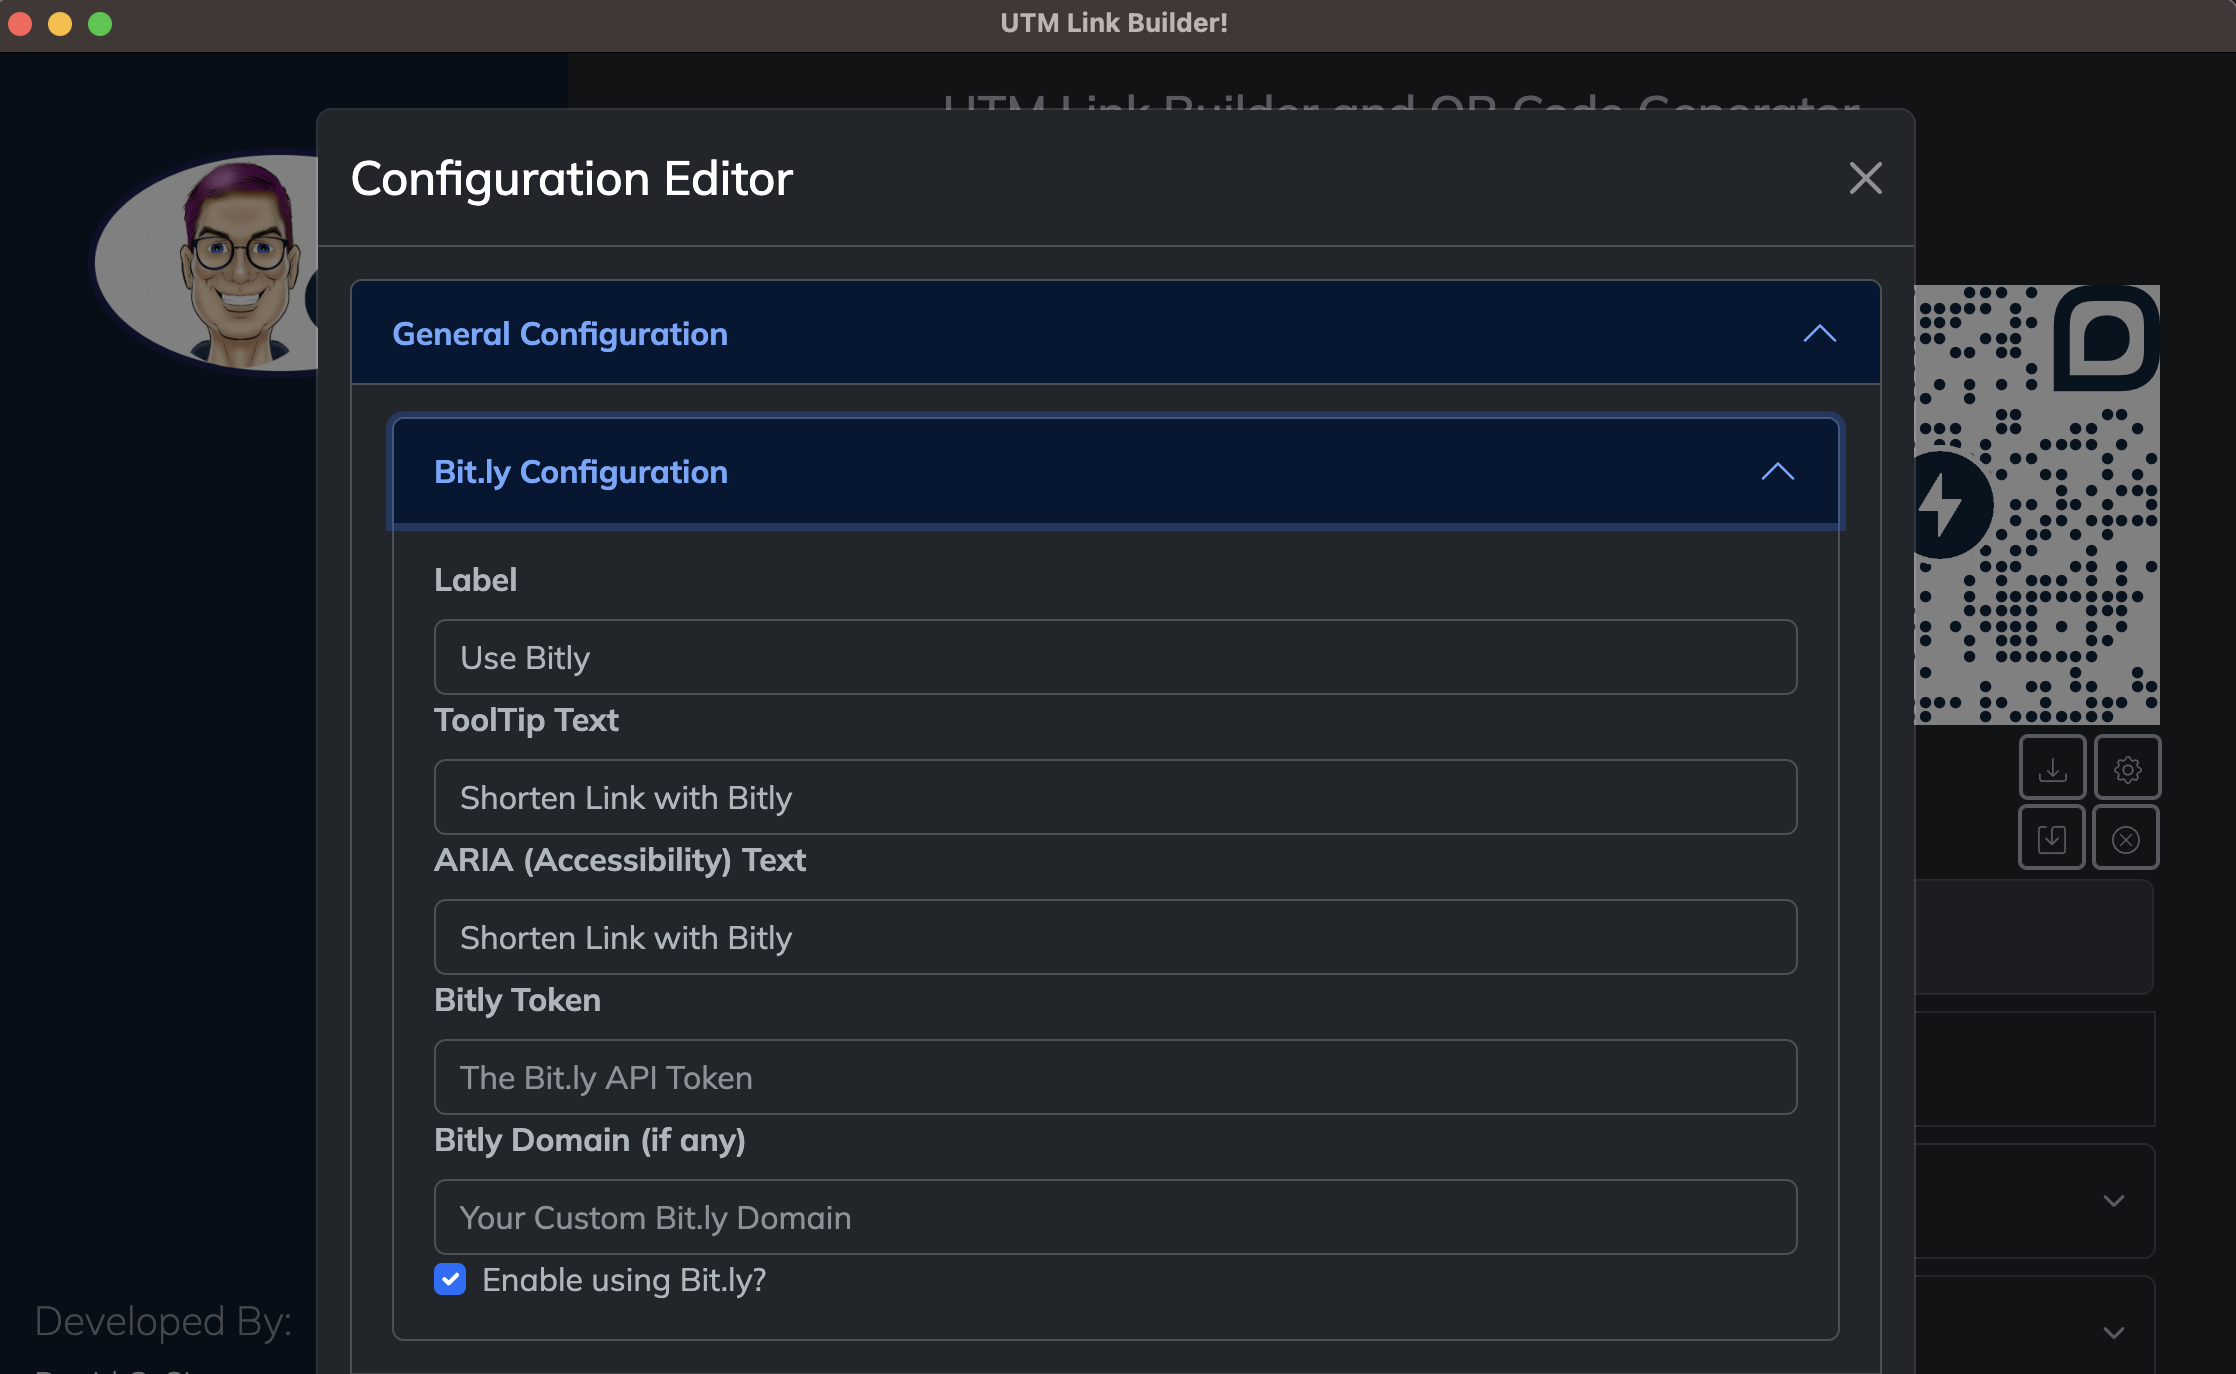 UTM Link Builder!
UTM Link Builder and QR Code Generator
Configuration Editor
General Configuration
Bit.ly Configuration
Label
Use Bitly
ToolTip Text
Shorten Link with Bitly
ARIA (Accessibility) Text
Shorten Link with Bitly
Bitly Token
The Bit.ly API Token
Bitly Domain (if any)
Your Custom Bit.ly Domain
Enable using Bit.ly?
Developed By: